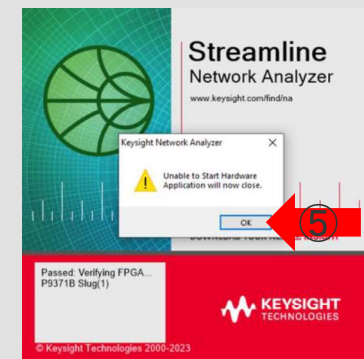 Streamline
Network Analyzer
www.keysight.com/find/na
Keysight Network Analyzer
Unable to Start Hardware
Application will now close.
OK
⑤
Passed: Verifying FPGA...
P9371B Slug(1)
KEYSIGHT
TECHNOLOGIES
© Keysight Technologies 2000-2023